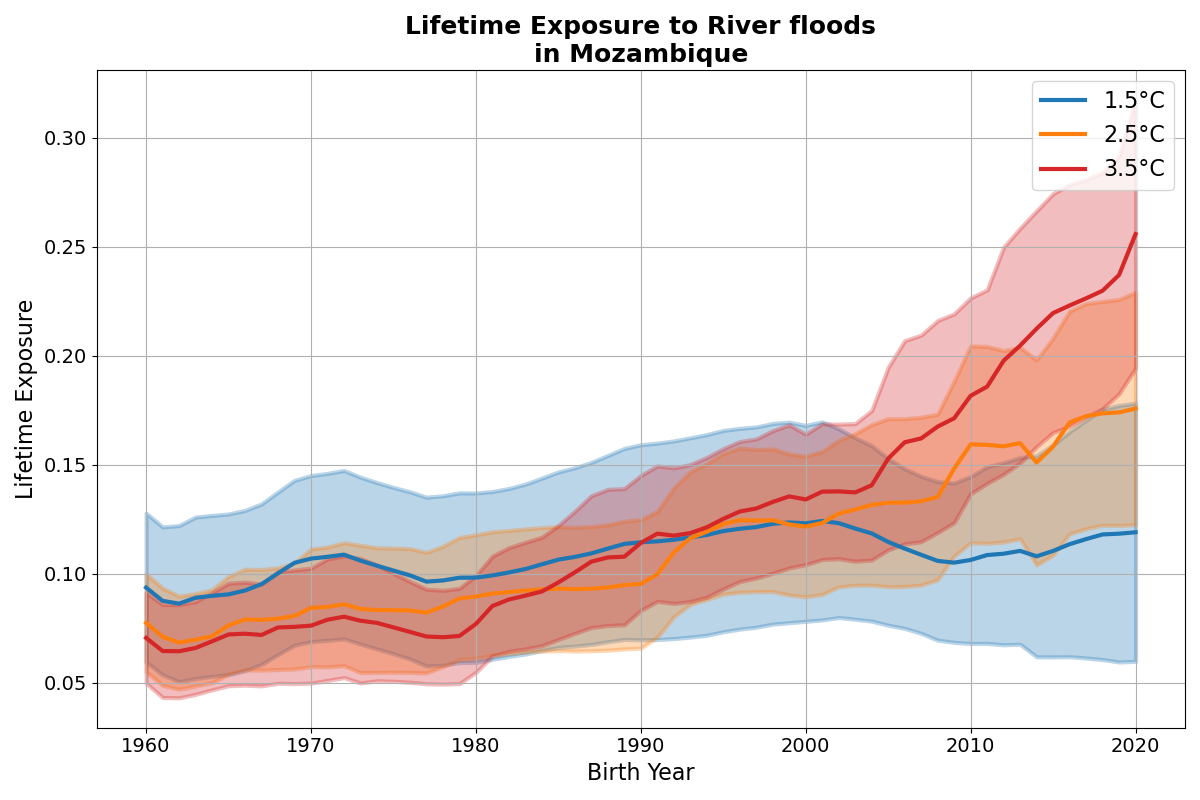 Lifetime Exposure to River floods
in Mozambique
1.5°C
2.5°C
3.5°C
Lifetime Exposure
0.30
0.25
0.20
0.15
0.10
0.05
1960 1970 1980 1990 2000 2010 2020
Birth Year